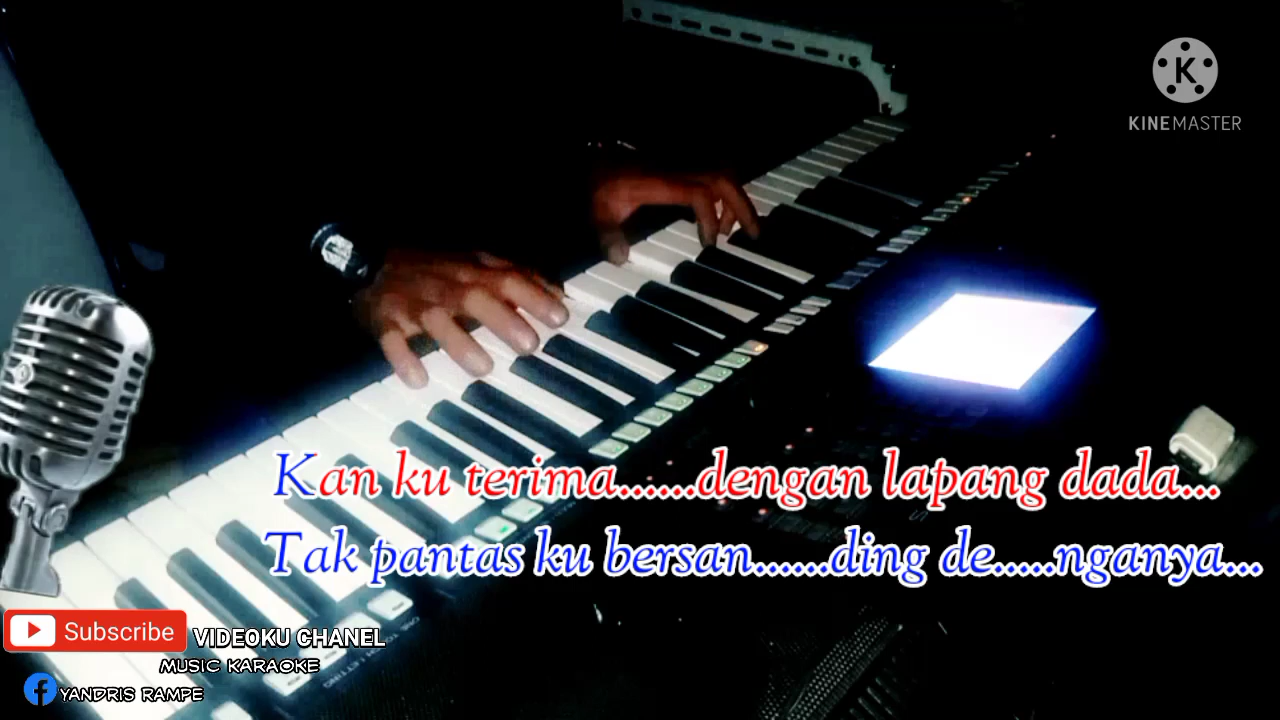 K
KINEMASTER
Kan ku terima......dengan lapang dada...
Tak pantas ku bersan......ding de.....nganya...
Subscribe VIDEOKU CHANEL
MUSIC KARAOKE
YANDRIS RAMPE